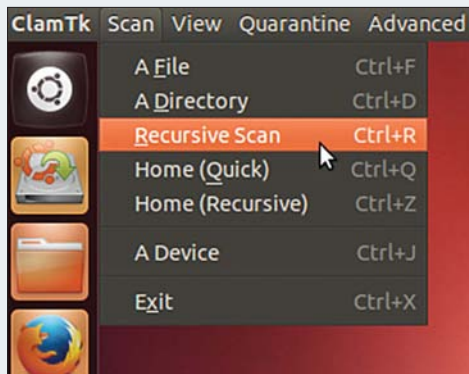 ClamTk Scan View Quarantine Advanced
A File Ctrl+F
A Directory Ctrl+D
Recursive Scan Ctrl+R
Home (Quick) Ctrl+Q
Home (Recursive) Ctrl+Z
A Device Ctrl+J
Exit Ctrl+X